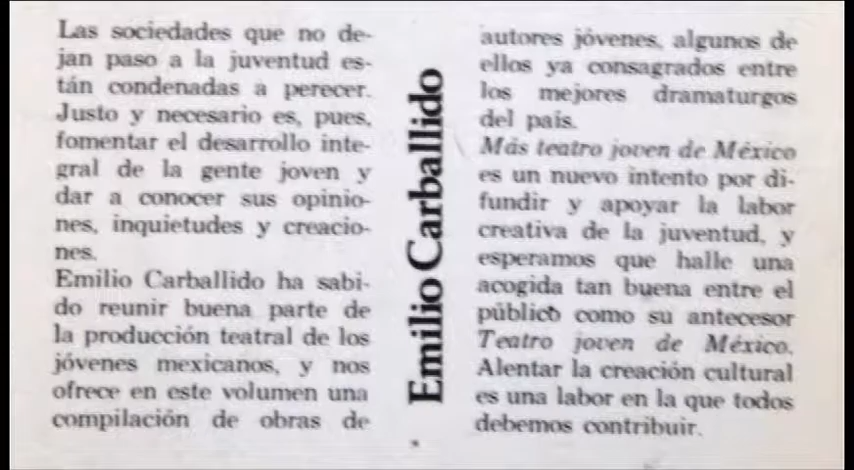 Las sociedades que no de-
jan paso a la juventud es-
tán condenadas a perecer.
Justo y necesario es, pues,
fomentar el desarrollo inte-
gral de la gente joven y
dar a conocer sus opinio-
nes, inquietudes y creacio-
nes.
Emilio Carballido ha sabi-
do reunir buena parte de
la producción teatral de los
jóvenes mexicanos, y nos
ofrece en este volumen una
compilación de obras de
Emilio Carballido
autores jóvenes, algunos de
ellos ya consagrados entre
los mejores dramaturgos
del país.
Más teatro joven de México
es un nuevo intento por di-
fundir y apoyar la labor
creativa de la juventud, y
esperamos que halle una
acogida tan buena entre el
público como su antecesor
Teatro joven de México.
Alentar la creación cultural
es una labor en la que todos
debemos contribuir.